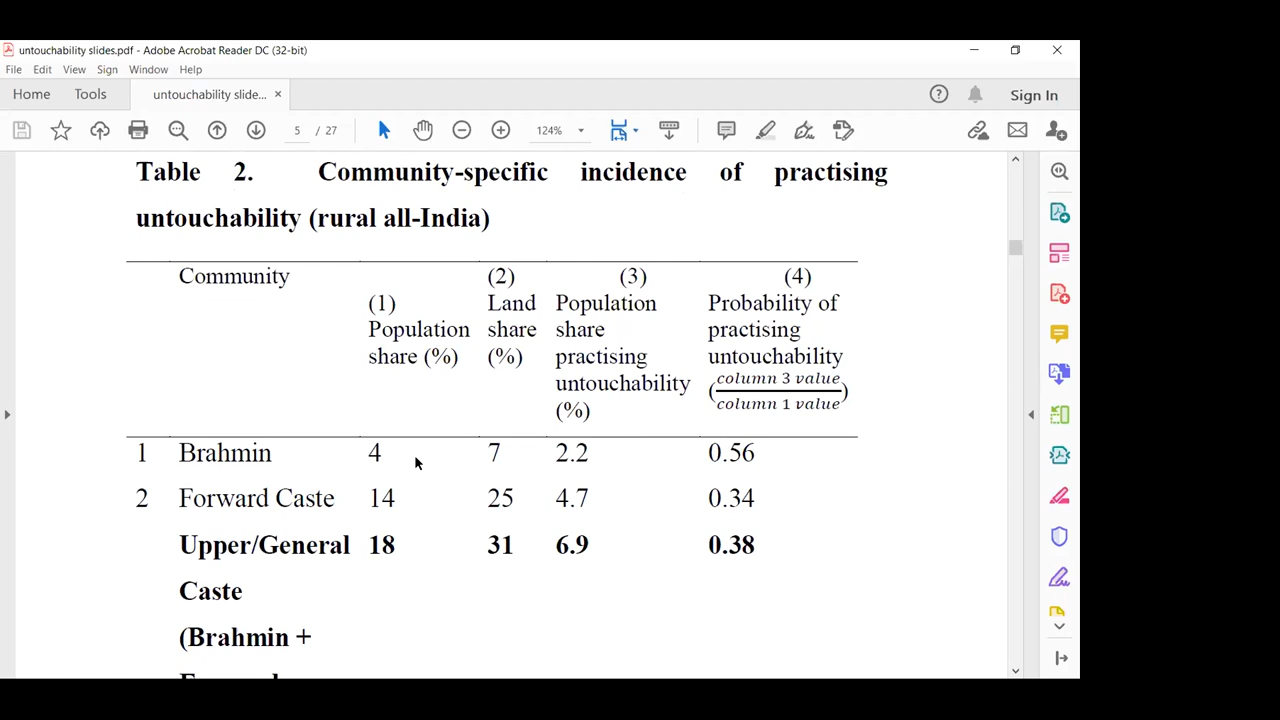 untouchability slides.pdf - Adobe Acrobat Reader DC (32-bit)
File Edit View Sign Window Help
Home Tools untouchability slide... × Sign In
5 / 27 124%
Table 2. Community-specific incidence of practising
untouchability (rural all-India)
Community (2) (3) (4)
(1) Land Population Probability of
Population share share practising
share (%) (%) practising untouchability
untouchability (column 3 value / column 1 value)
(%)
1 Brahmin 4 7 2.2 0.56
2 Forward Caste 14 25 4.7 0.34
Upper/General 18 31 6.9 0.38
Caste
(Brahmin +